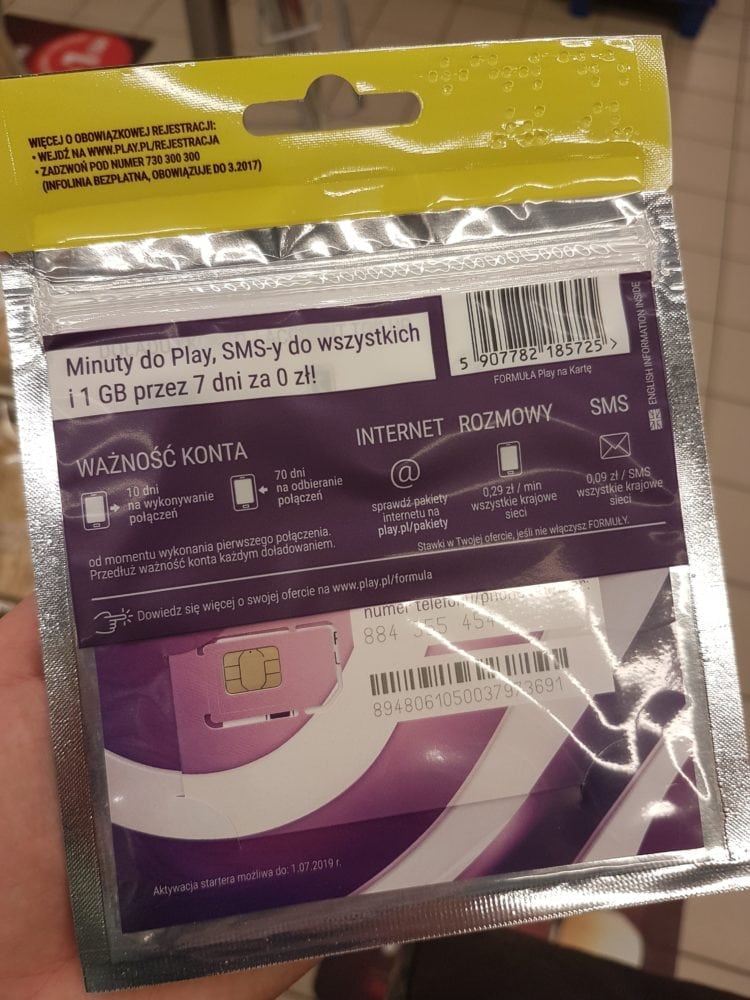 WIĘCEJ O OBOWIĄZKOWEJ REJESTRACJI:
• WEJDŹ NA WWW.PLAY.PL/REJESTRACJA
• ZADZWOŃ POD NUMER 730 300 300
(INFOLINIA BEZPŁATNA, OBOWIĄZUJE DO 3.2017)
Minuty do Play, SMS-y do wszystkich
i 1 GB przez 7 dni za 0 zł!
5 907782 185725 >
FORMUŁA Play na Kartę
ENGLISH INFORMATION INSIDE
WAŻNOŚĆ KONTA
10 dni
na wykonywanie
połączeń
70 dni
na odbieranie
połączeń
od momentu wykonania pierwszego połączenia.
Przedłuż ważność konta każdym doładowaniem.
INTERNET
@
sprawdź pakiety
internetu na
play.pl/pakiety
ROZMOWY
0,29 zł / min
wszystkie krajowe
sieci
SMS
0,09 zł / SMS
wszystkie krajowe
sieci
Stawki w Twojej ofercie, jeśli nie włączysz FORMUŁY.
Dowiedz się więcej o swojej ofercie na www.play.pl/formula
numer telefonu/phone
884 355 454
8948061050037973691
Aktywacja startera możliwa do: 1.07.2019 r.